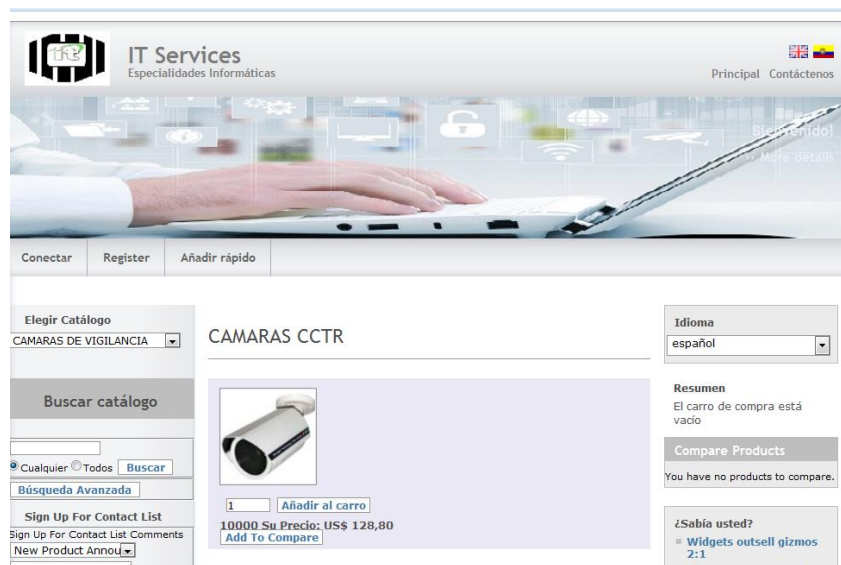 it
IT Services
Especialidades Informáticas
Principal Contáctenos
Bienvenido!
More details
Conectar Register Añadir rápido
Elegir Catálogo
CAMARAS DE VIGILANCIA
Buscar catálogo
Cualquier Todos Buscar
Búsqueda Avanzada
Sign Up For Contact List
Sign Up For Contact List Comments
New Product Annou
CAMARAS CCTR
1 Añadir al carro
10000 Su Precio: US$ 128,80
Add To Compare
Idioma
español
Resumen
El carro de compra está
vacío
Compare Products
You have no products to compare.
¿Sabía usted?
Widgets outsell gizmos
2:1